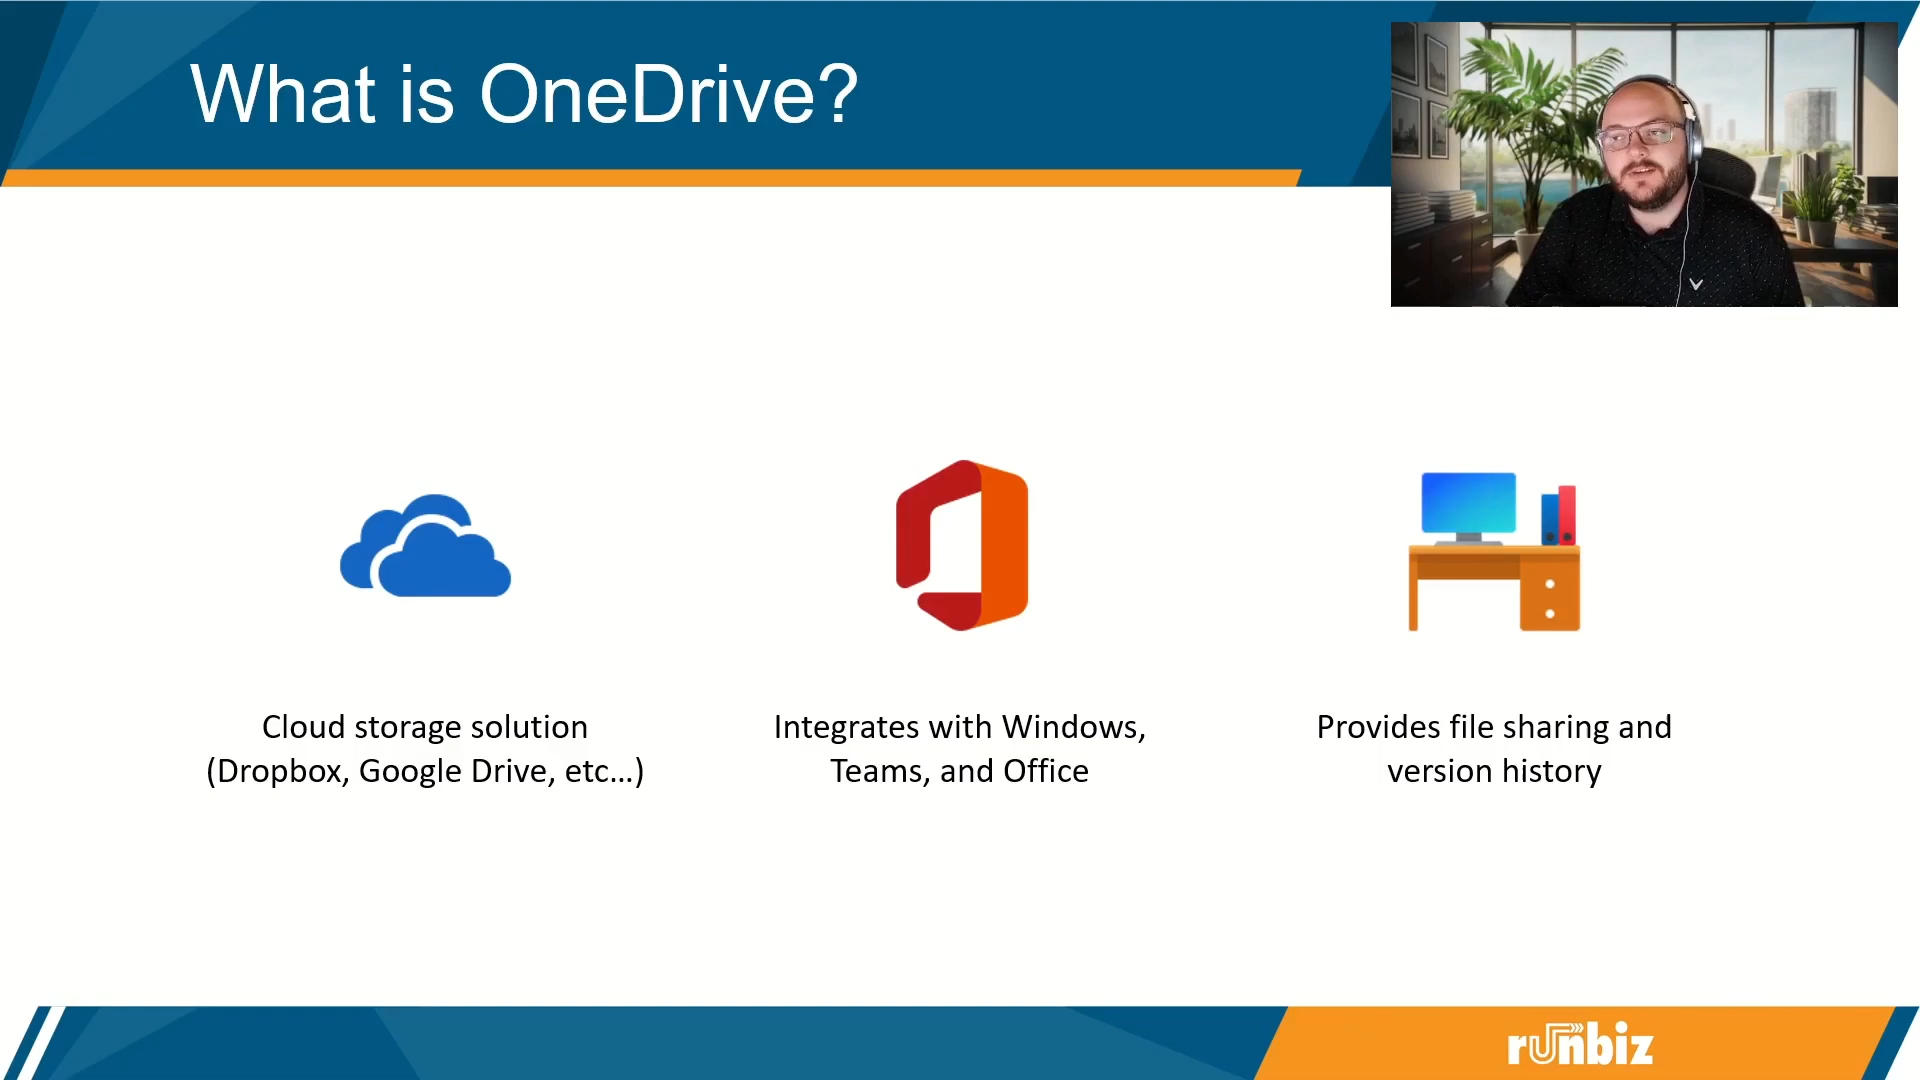 What is OneDrive?
Cloud storage solution
(Dropbox, Google Drive, etc...)
Integrates with Windows,
Teams, and Office
Provides file sharing and
version history
runbiz